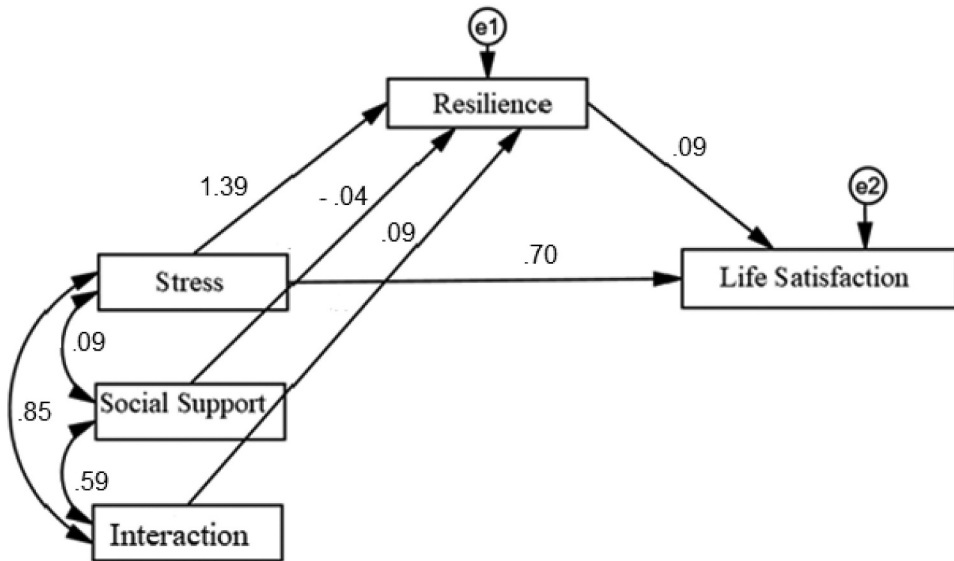 e1
Resilience
1.39
- .04
.09
.09
e2
.70
Stress
Life Satisfaction
.09
Social Support
.85
.59
Interaction